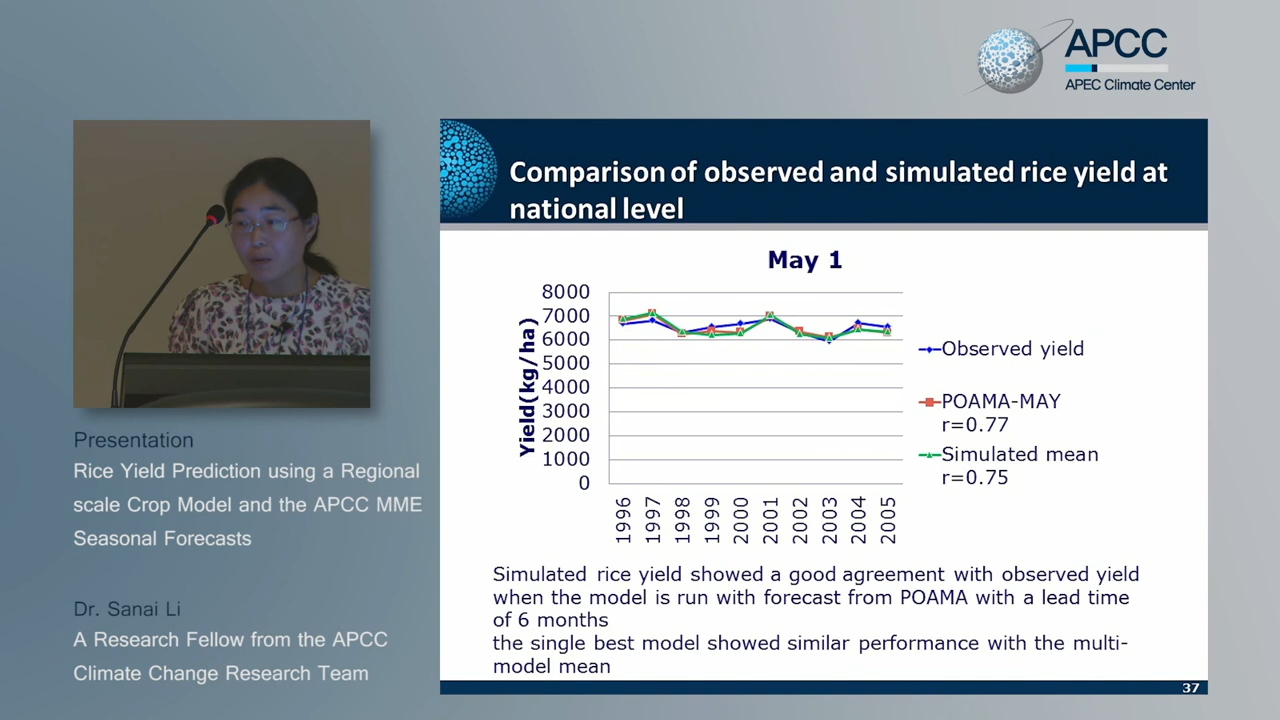 APCC
APEC Climate Center
Comparison of observed and simulated rice yield at
national level
May 1
8000
7000
6000
5000
4000
3000
2000
1000
0
Yield(kg/ha)
1996
1997
1998
1999
2000
2001
2002
2003
2004
2005
Observed yield
POAMA-MAY
r=0.77
Simulated mean
r=0.75
Simulated rice yield showed a good agreement with observed yield
when the model is run with forecast from POAMA with a lead time
of 6 months
the single best model showed similar performance with the multi-
model mean
37
Presentation
Rice Yield Prediction using a Regional
scale Crop Model and the APCC MME
Seasonal Forecasts
Dr. Sanai Li
A Research Fellow from the APCC
Climate Change Research Team